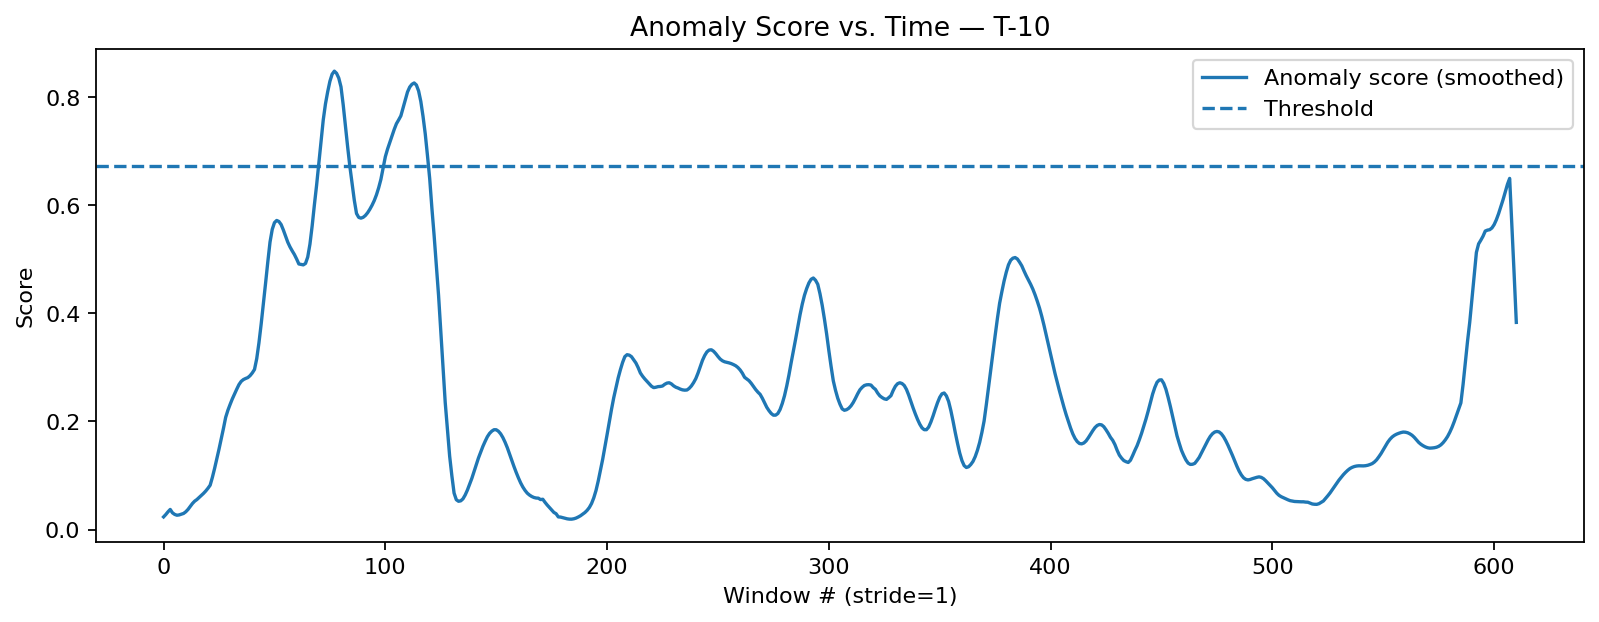 Anomaly Score vs. Time — T-10
Anomaly score (smoothed)
Threshold
Score
0.8
0.6
0.4
0.2
0.0
0 100 200 300 400 500 600
Window # (stride=1)